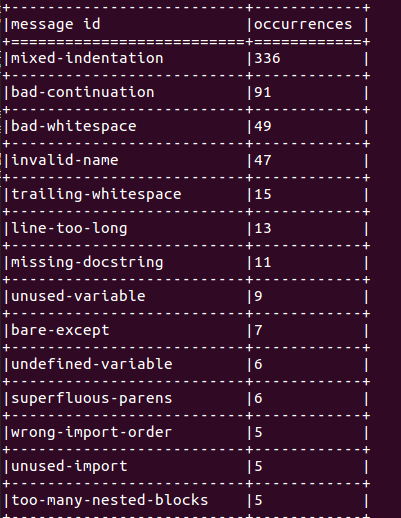 +--------------------------+------------+
|message id                |occurrences |
+==========================+============+
|mixed-indentation         |336         |
+--------------------------+------------+
|bad-continuation          |91          |
+--------------------------+------------+
|bad-whitespace            |49          |
+--------------------------+------------+
|invalid-name              |47          |
+--------------------------+------------+
|trailing-whitespace       |15          |
+--------------------------+------------+
|line-too-long             |13          |
+--------------------------+------------+
|missing-docstring         |11          |
+--------------------------+------------+
|unused-variable           |9           |
+--------------------------+------------+
|bare-except               |7           |
+--------------------------+------------+
|undefined-variable        |6           |
+--------------------------+------------+
|superfluous-parens        |6           |
+--------------------------+------------+
|wrong-import-order        |5           |
+--------------------------+------------+
|unused-import             |5           |
+--------------------------+------------+
|too-many-nested-blocks    |5           |
+--------------------------+------------+